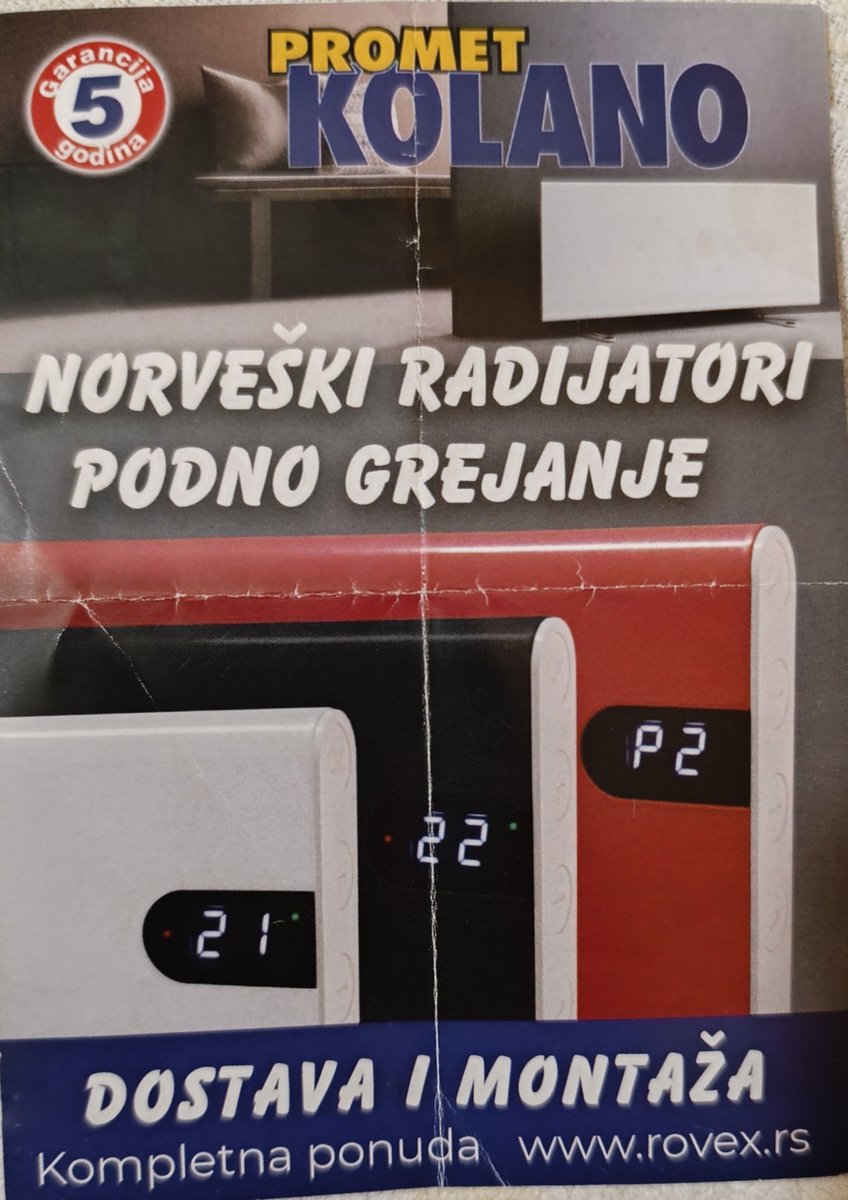 Garancija
5
godina
PROMET
KOLANO
NORVEŠKI RADIJATORI
PODNO GREJANJE
P2
22
21
DOSTAVA I MONTAŽA
Kompletna ponuda www.rovex.rs